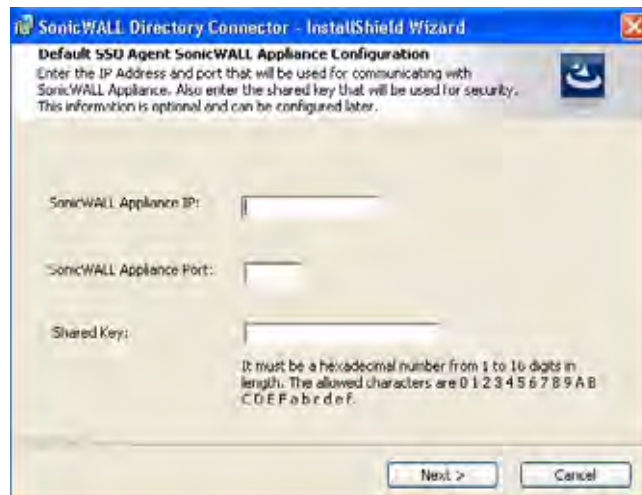 SonicWALL Directory Connector - InstallShield Wizard
Default SSO Agent SonicWALL Appliance Configuration
Enter the IP Address and port that will be used for communicating with
SonicWALL Appliance. Also enter the shared key that will be used for security.
This information is optional and can be configured later.
SonicWALL Appliance IP:
SonicWALL Appliance Port:
Shared Key:
It must be a hexadecimal number from 1 to 16 digits in
length. The allowed characters are 0 1 2 3 4 5 6 7 8 9 A B
C D E F a b c d e f.
Next >
Cancel